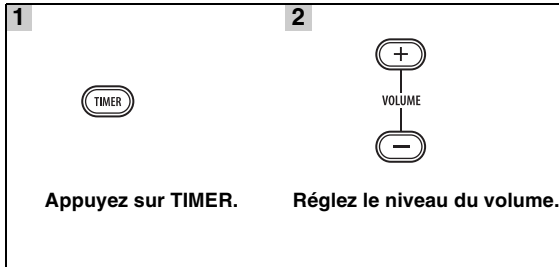 1
TIMER
Appuyez sur TIMER.
2
+
VOLUME
−
Réglez le niveau du volume.